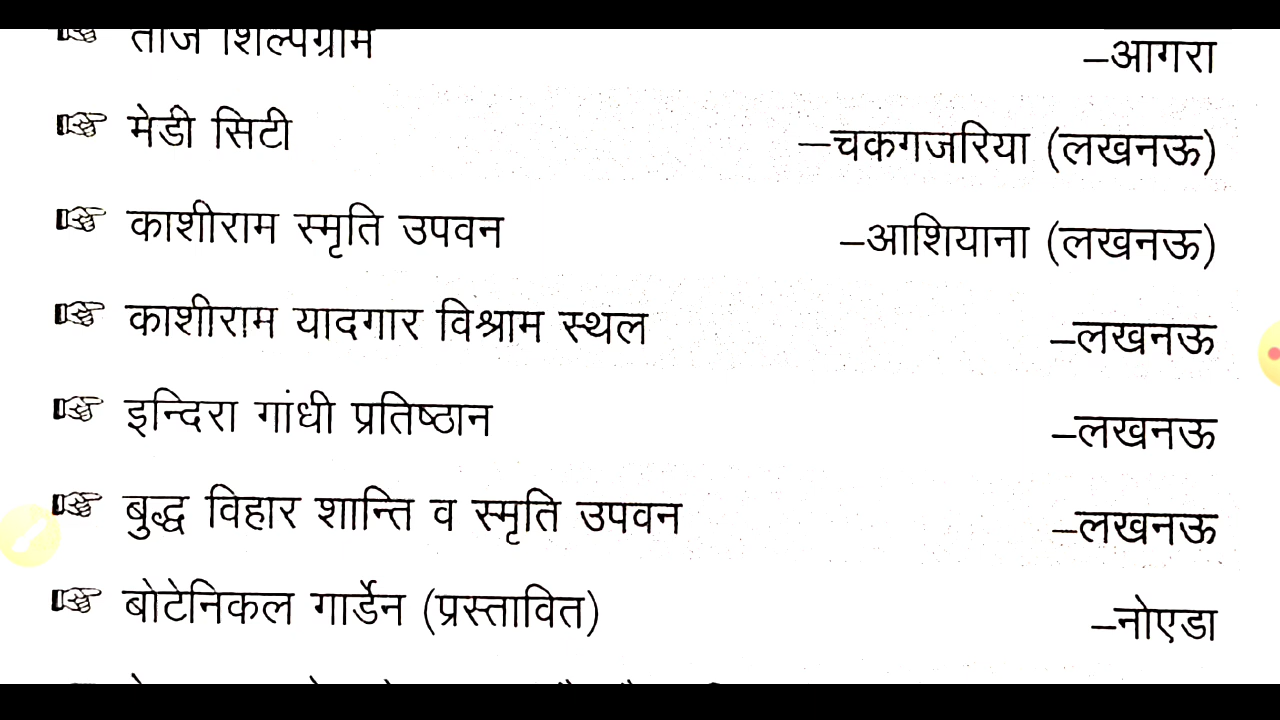 ताज शिल्पग्राम –आगरा
मेडी सिटी –चकगजरिया (लखनऊ)
काशीराम स्मृति उपवन –आशियाना (लखनऊ)
काशीराम यादगार विश्राम स्थल –लखनऊ
इन्दिरा गांधी प्रतिष्ठान –लखनऊ
बुद्ध विहार शान्ति व स्मृति उपवन –लखनऊ
बोटेनिकल गार्डेन (प्रस्तावित) –नोएडा